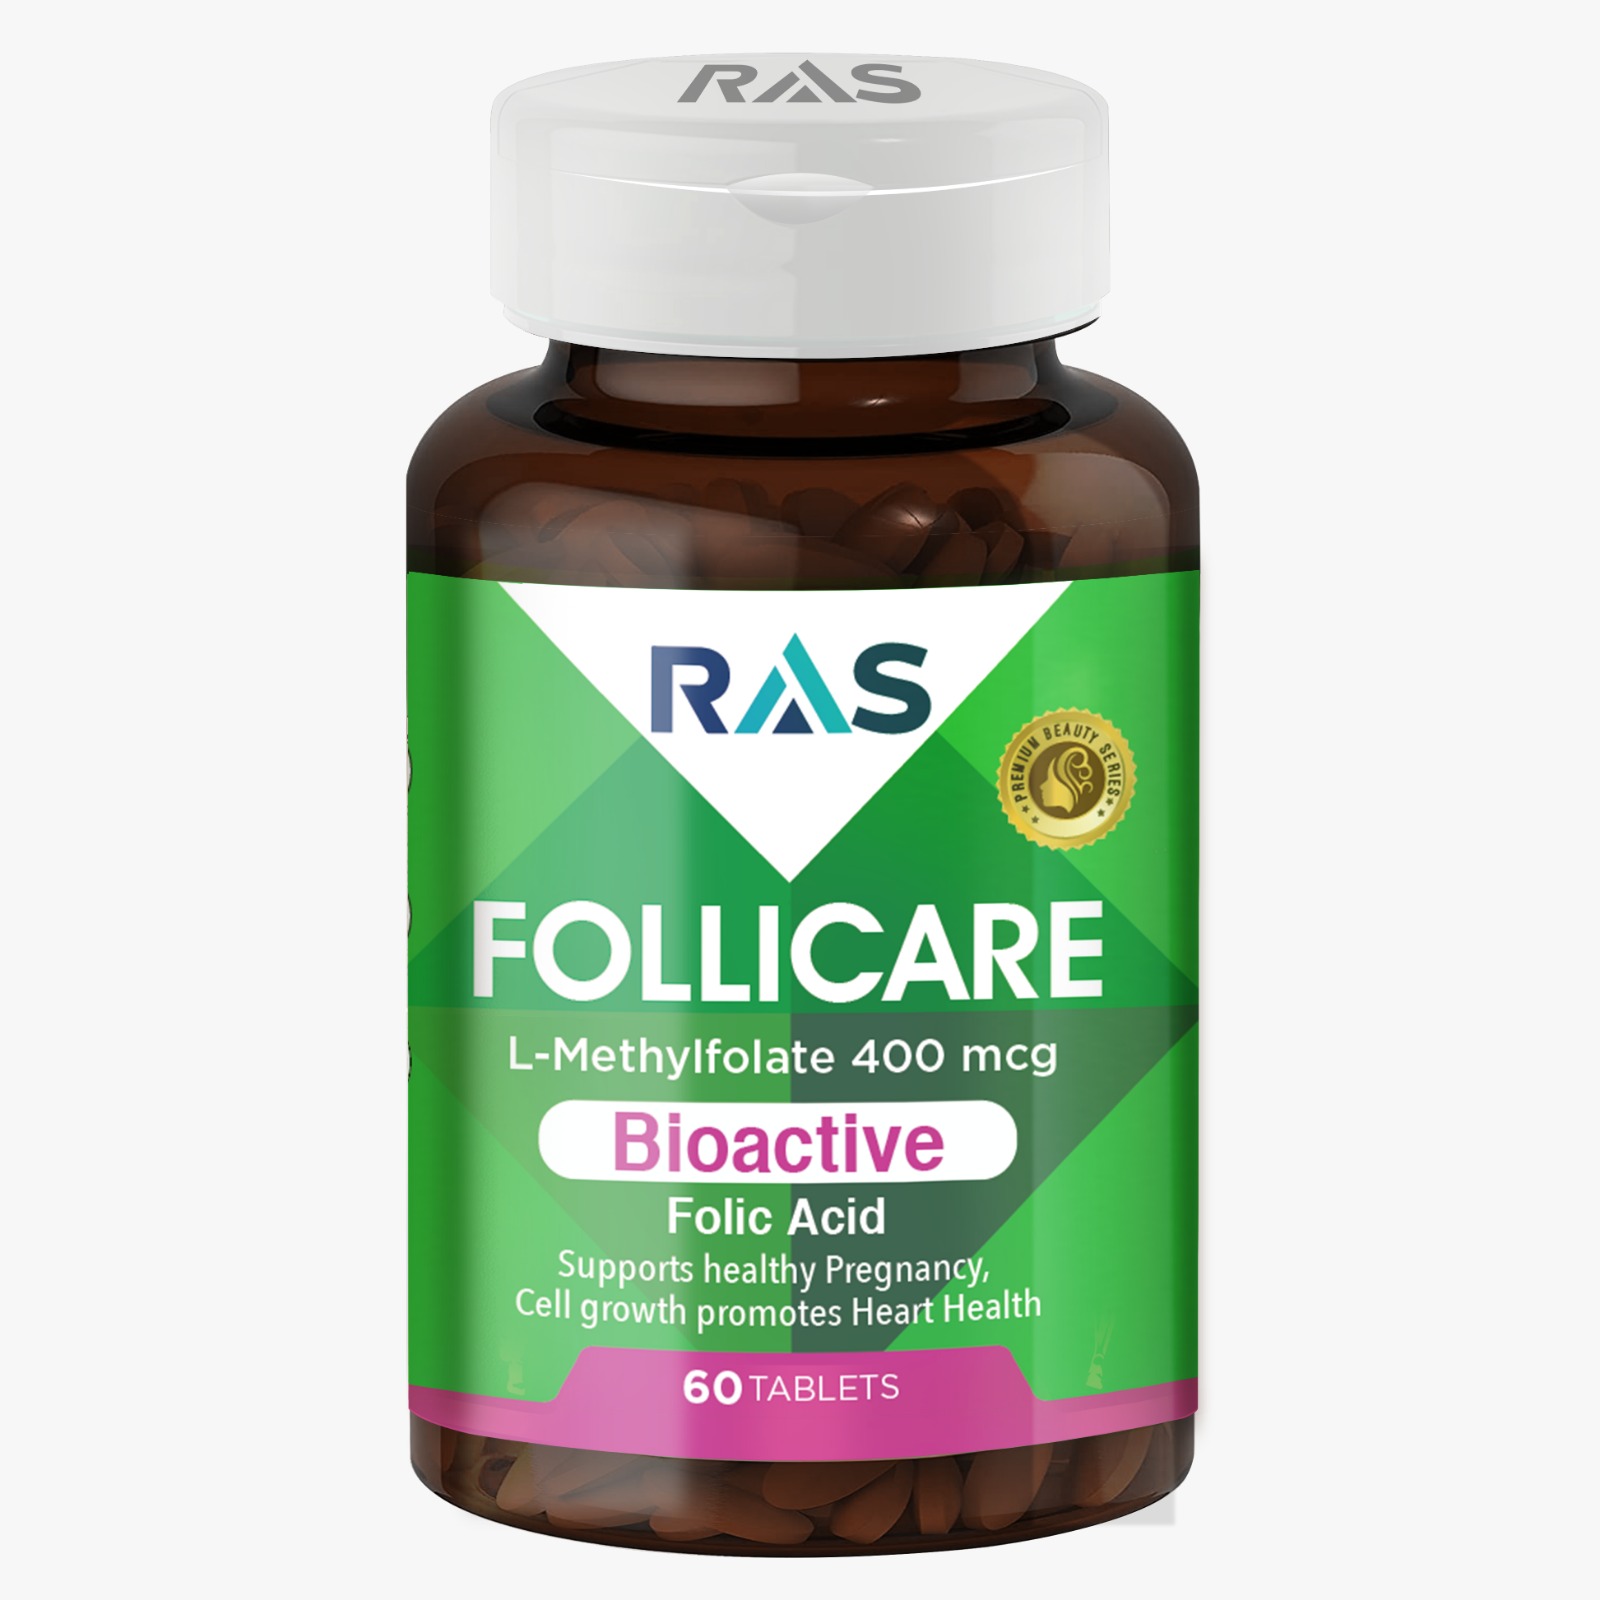 RAS
RAS
PREMIUM BEAUTY SERIES
FOLLICARE
L-Methylfolate 400 mcg
Bioactive
Folic Acid
Supports healthy Pregnancy,
Cell growth promotes Heart Health
60 TABLETS